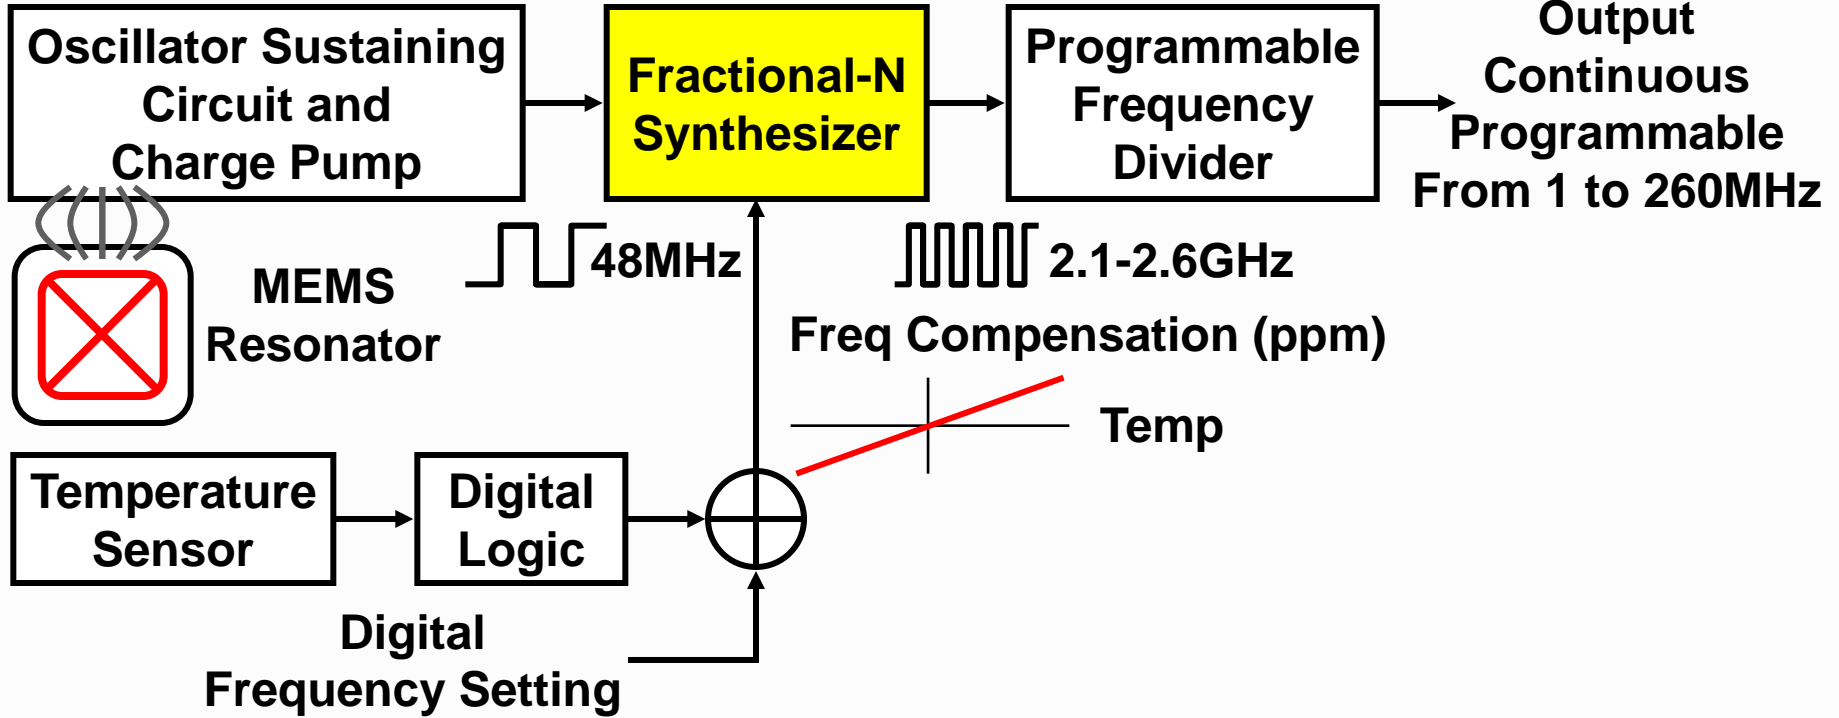 Oscillator Sustaining
Circuit and
Charge Pump
Fractional-N
Synthesizer
Programmable
Frequency
Divider
Output
Continuous
Programmable
From 1 to 260MHz
48MHz
2.1-2.6GHz
MEMS
Resonator
Freq Compensation (ppm)
Temp
Temperature
Sensor
Digital
Logic
Digital
Frequency Setting